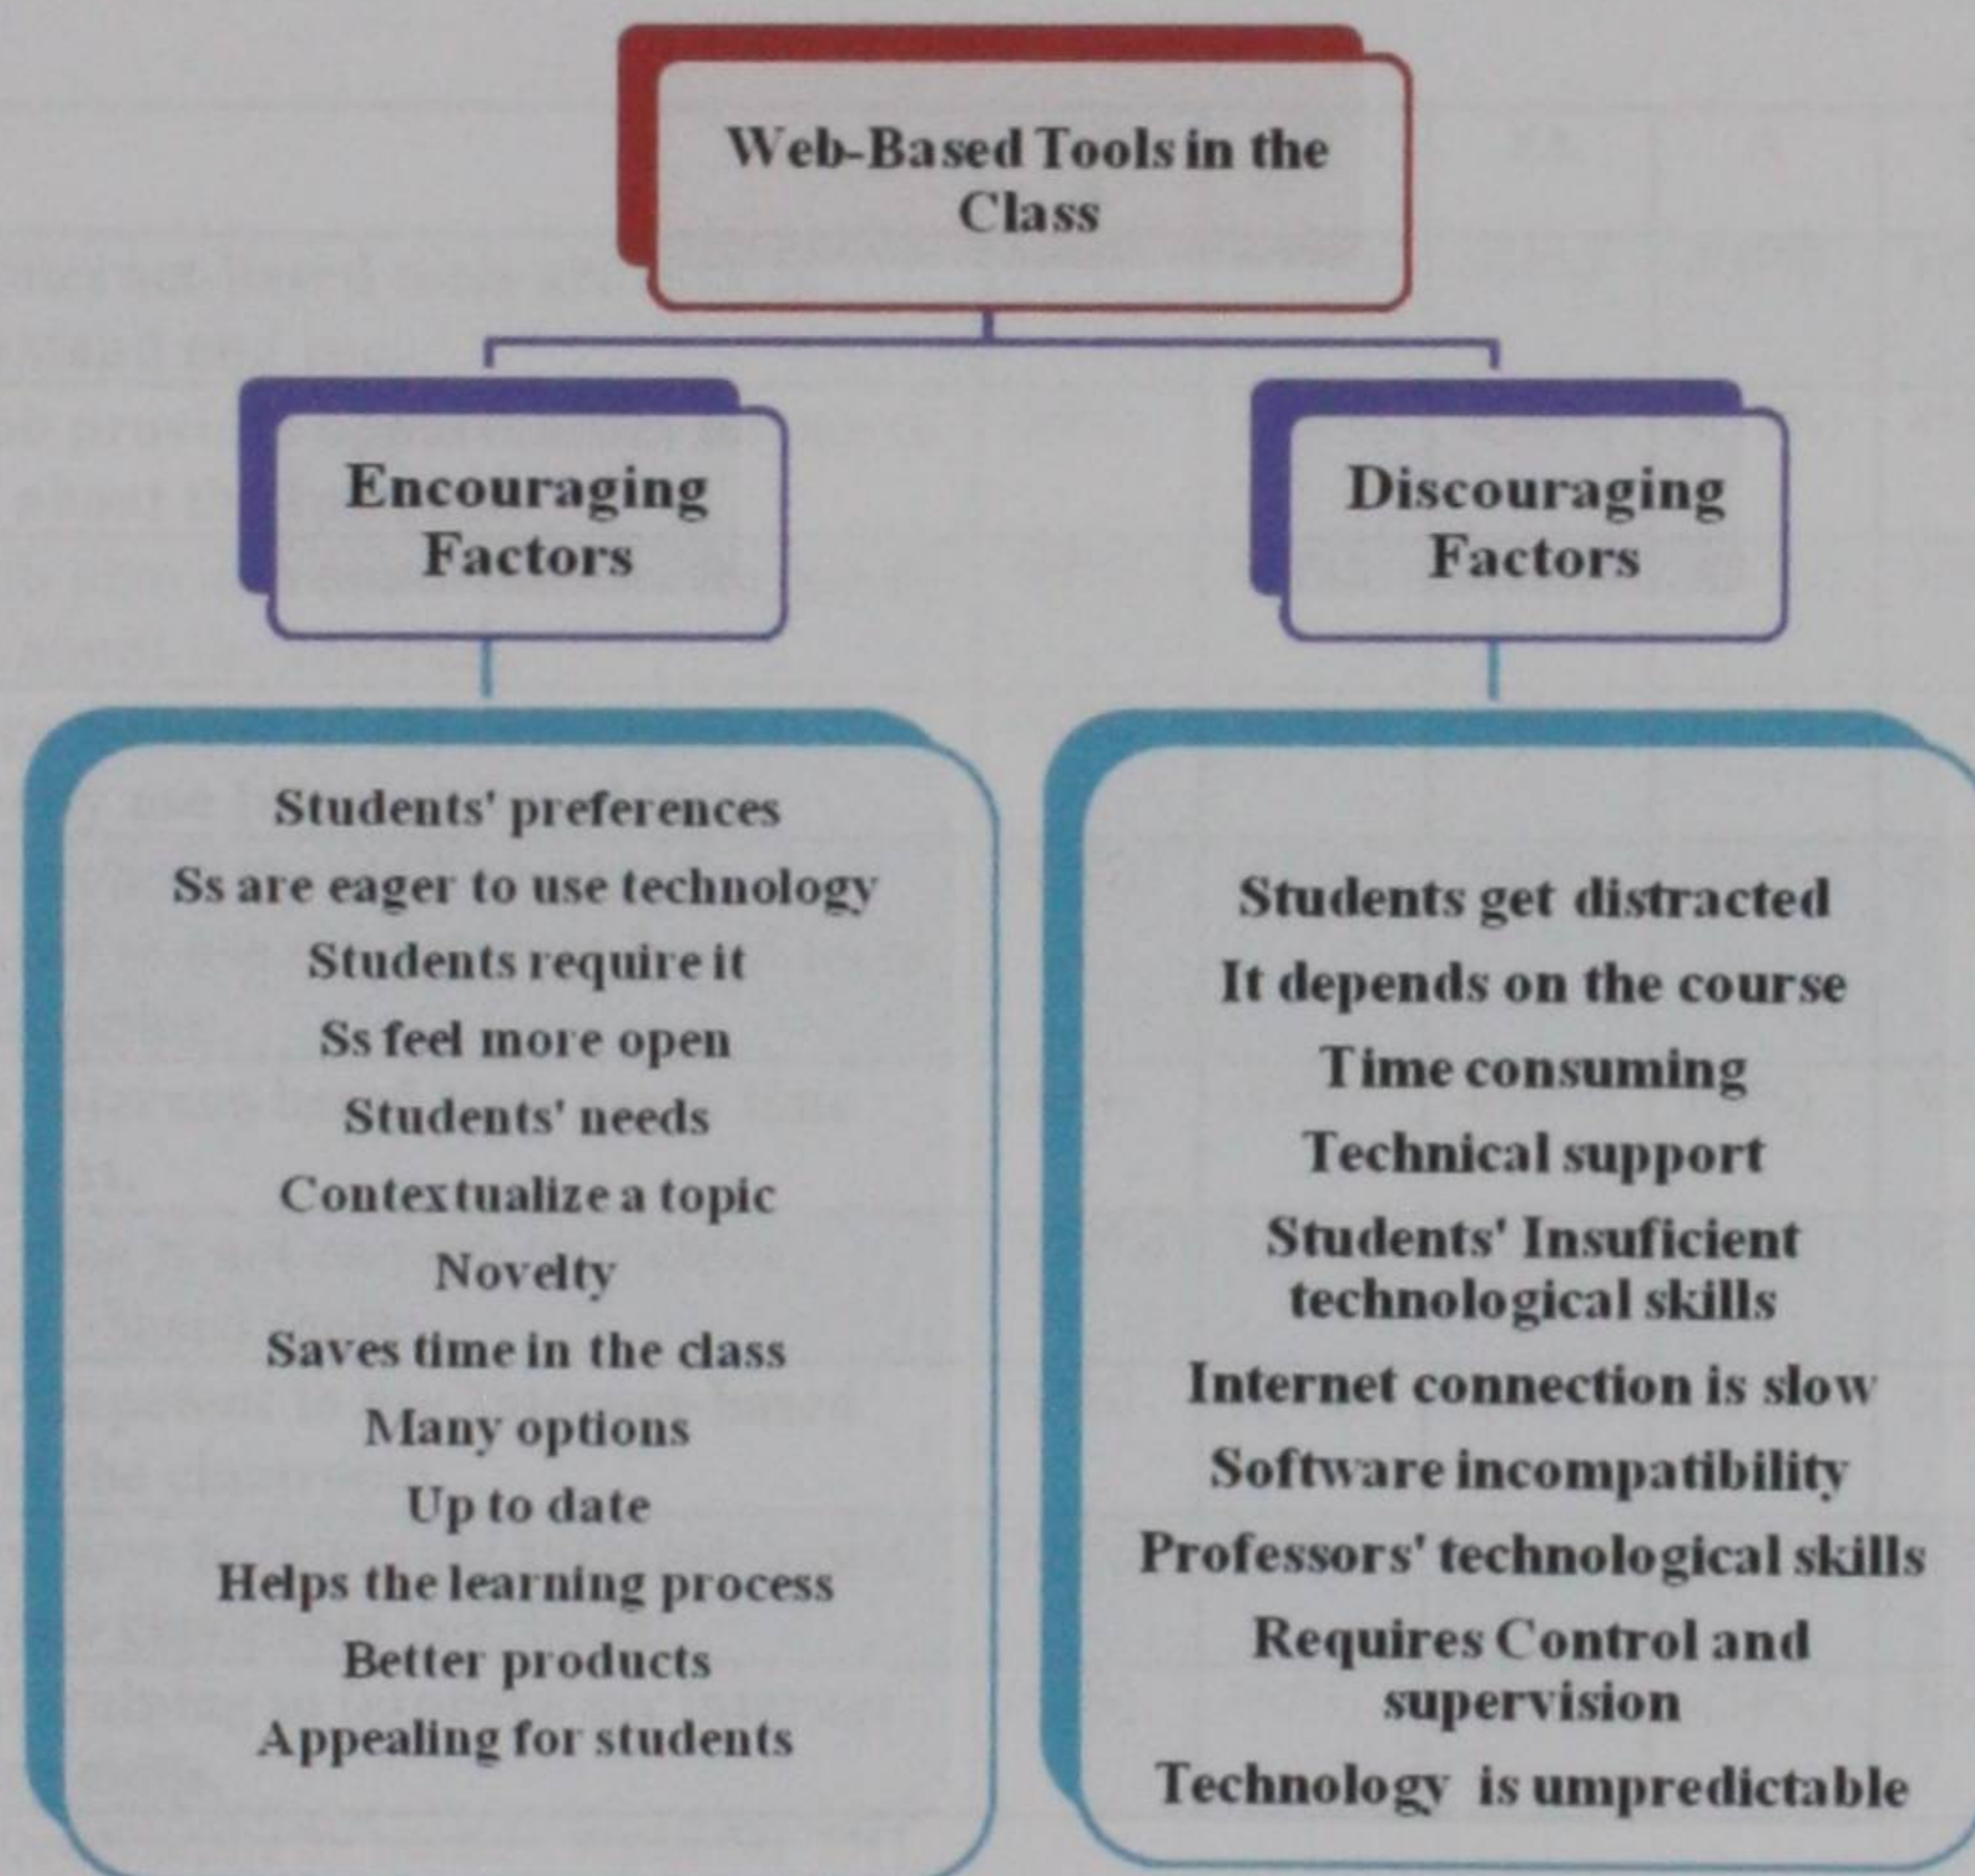 Web-Based Tools in the
Class
Encouraging
Factors
Discouraging
Factors
Students' preferences
Ss are eager to use technology
Students require it
Ss feel more open
Students' needs
Contextualize a topic
Novelty
Saves time in the class
Many options
Up to date
Helps the learning process
Better products
Appealing for students
Students get distracted
It depends on the course
Time consuming
Technical support
Students' Insuficient
technological skills
Internet connection is slow
Software incompatibility
Professors' technological skills
Requires Control and
supervision
Technology is umpredictable